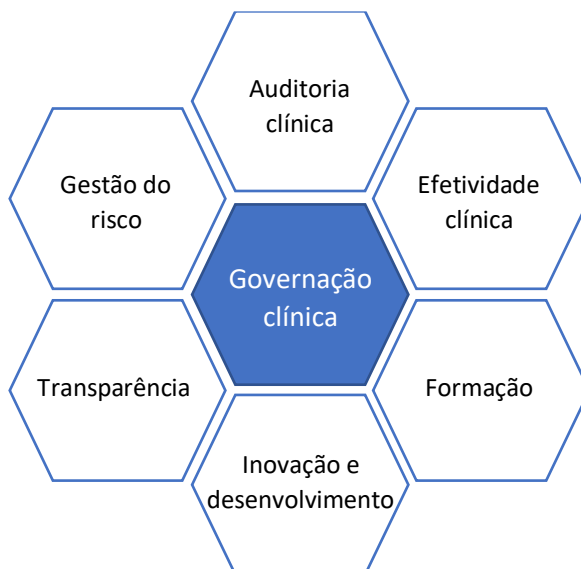 Auditoria
clínica
Gestão do
risco
Efetividade
clínica
Governação
clínica
Transparência
Formação
Inovação e
desenvolvimento